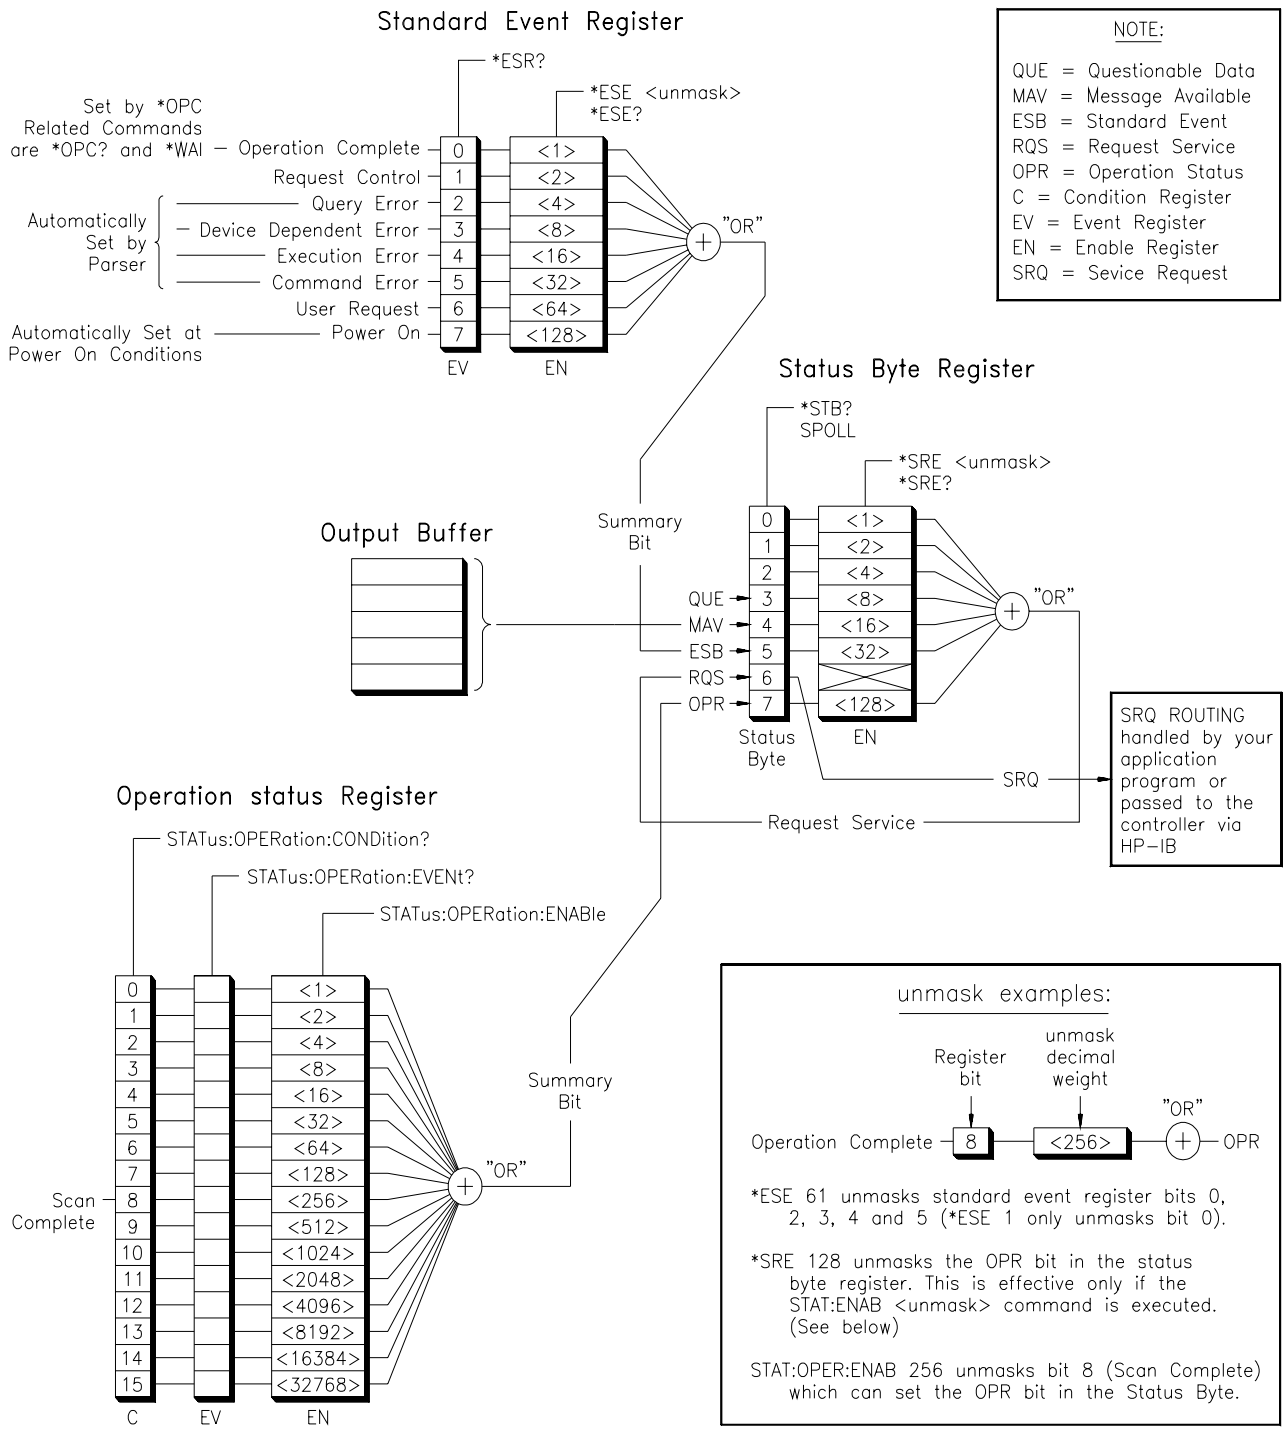 Standard Event Register
*ESR?
*ESE <unmask>
*ESE?
Set by *OPC
Related Commands
are *OPC? and *WAI
Operation Complete
Request Control
Query Error
Device Dependent Error
Execution Error
Command Error
User Request
Power On
Automatically
Set by
Parser
Automatically Set at
Power On Conditions
0 <1>
1 <2>
2 <4>
3 <8>
4 <16>
5 <32>
6 <64>
7 <128>
EV EN
+
"OR"
NOTE:
QUE = Questionable Data
MAV = Message Available
ESB = Standard Event
RQS = Request Service
OPR = Operation Status
C = Condition Register
EV = Event Register
EN = Enable Register
SRQ = Sevice Request
Status Byte Register
*STB?
SPOLL
*SRE <unmask>
*SRE?
Summary
Bit
Output Buffer
0 <1>
1 <2>
2 <4>
QUE 3 <8>
MAV 4 <16>
ESB 5 <32>
RQS 6
OPR 7 <128>
Status
Byte
EN
+
"OR"
SRQ
Request Service
SRQ ROUTING
handled by your
application
program or
passed to the
controller via
HP-IB
Operation status Register
STATus:OPERation:CONDition?
STATus:OPERation:EVENt?
STATus:OPERation:ENABle
0 <1>
1 <2>
2 <4>
3 <8>
4 <16>
5 <32>
6 <64>
7 <128>
Scan
Complete
8 <256>
9 <512>
10 <1024>
11 <2048>
12 <4096>
13 <8192>
14 <16384>
15 <32768>
C EV EN
+
"OR"
Summary
Bit
unmask examples:
Register
bit
unmask
decimal
weight
"OR"
Operation Complete 8 <256> + OPR
*ESE 61 unmasks standard event register bits 0,
2, 3, 4 and 5 (*ESE 1 only unmasks bit 0).
*SRE 128 unmasks the OPR bit in the status
byte register. This is effective only if the
STAT:ENAB <unmask> command is executed.
(See below)
STAT:OPER:ENAB 256 unmasks bit 8 (Scan Complete)
which can set the OPR bit in the Status Byte.